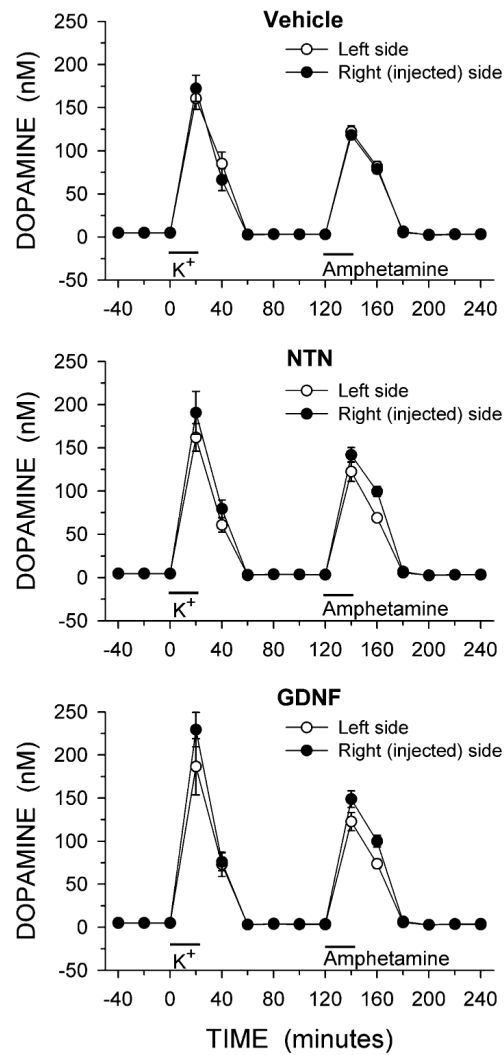 Vehicle
Left side
Right (injected) side
DOPAMINE (nM)
250
200
150
100
50
0
-50
K+
Amphetamine
-40 0 40 80 120 160 200 240
NTN
Left side
Right (injected) side
DOPAMINE (nM)
250
200
150
100
50
0
-50
K+
Amphetamine
-40 0 40 80 120 160 200 240
GDNF
Left side
Right (injected) side
DOPAMINE (nM)
250
200
150
100
50
0
-50
K+
Amphetamine
-40 0 40 80 120 160 200 240
TIME (minutes)